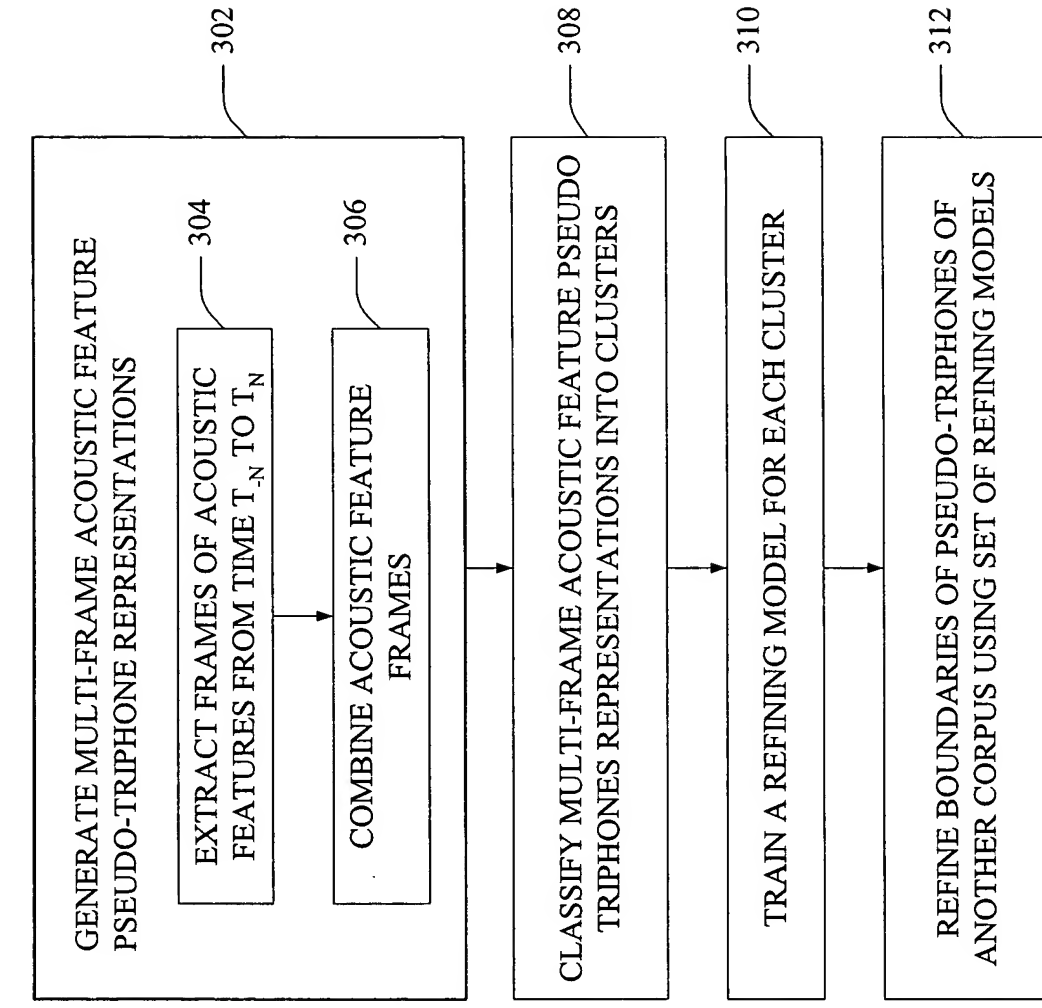 302
GENERATE MULTI-FRAME ACOUSTIC FEATURE
PSEUDO-TRIPHONE REPRESENTATIONS
304
EXTRACT FRAMES OF ACOUSTIC
FEATURES FROM TIME T-N TO TN
306
COMBINE ACOUSTIC FEATURE
FRAMES
308
CLASSIFY MULTI-FRAME ACOUSTIC FEATURE PSEUDO
TRIPHONES REPRESENTATIONS INTO CLUSTERS
310
TRAIN A REFINING MODEL FOR EACH CLUSTER
312
REFINE BOUNDARIES OF PSEUDO-TRIPHONES OF
ANOTHER CORPUS USING SET OF REFINING MODELS